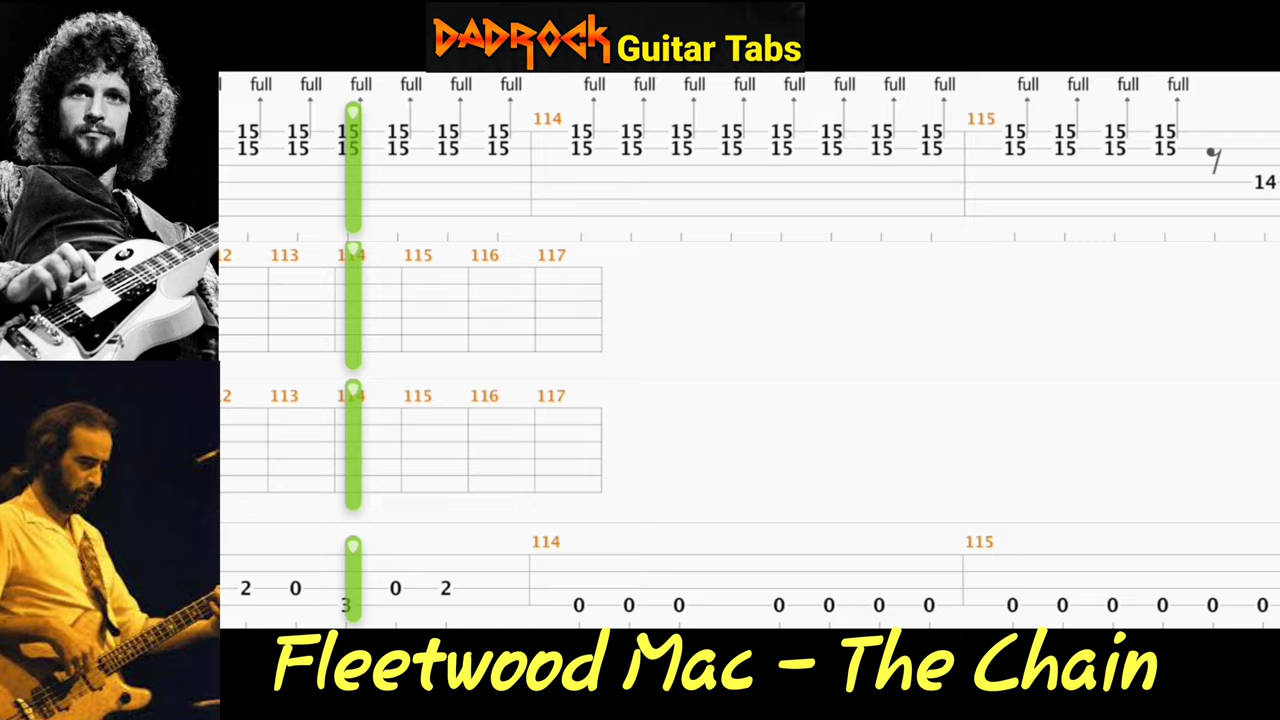 DADROCK Guitar Tabs
full full full full full full full full full full full full full full full full full full
114 115
15 15 15 15 15 15 15 15 15 15 15 15 15 15 15 15 15 15
15 15 15 15 15 15 15 15 15 15 15 15 15 15 15 15 15 15
14
113 114 115 116 117
113 114 115 116 117
114 115
2 0 0 2
3 0 0 0 0 0 0 0 0 0 0 0 0 0
Fleetwood Mac - The Chain